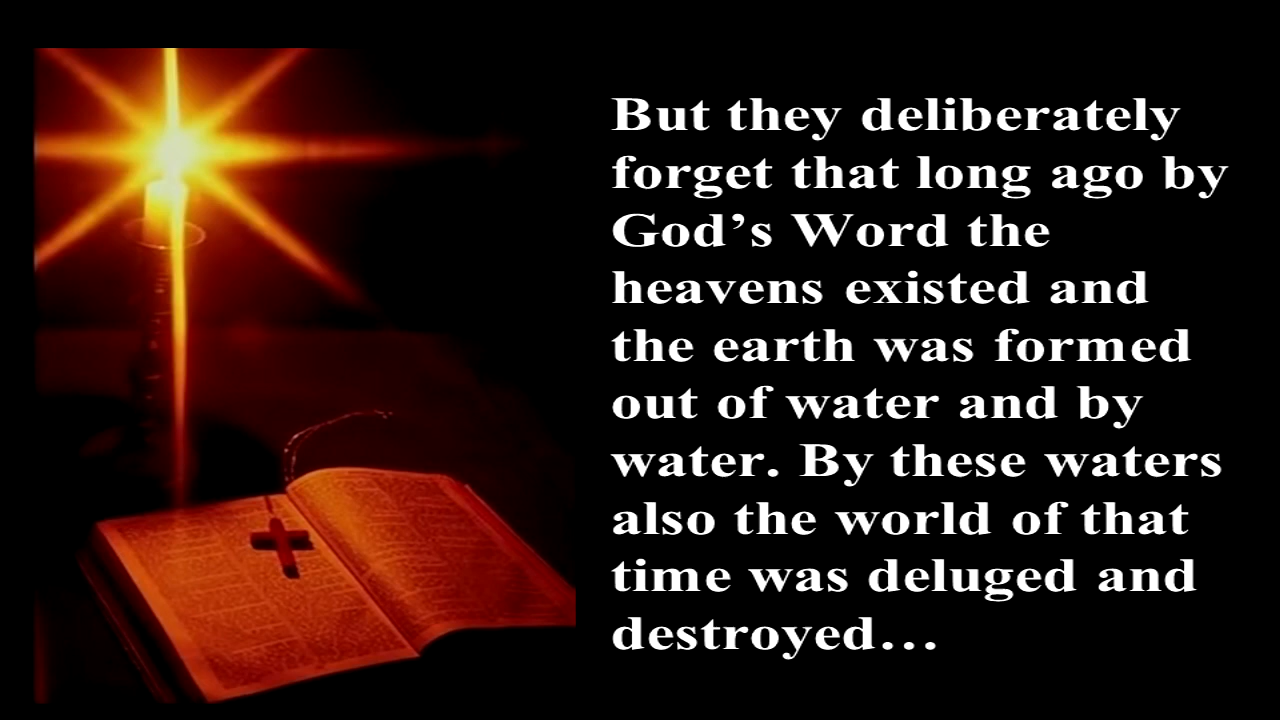 But they deliberately
forget that long ago by
God’s Word the
heavens existed and
the earth was formed
out of water and by
water. By these waters
also the world of that
time was deluged and
destroyed…